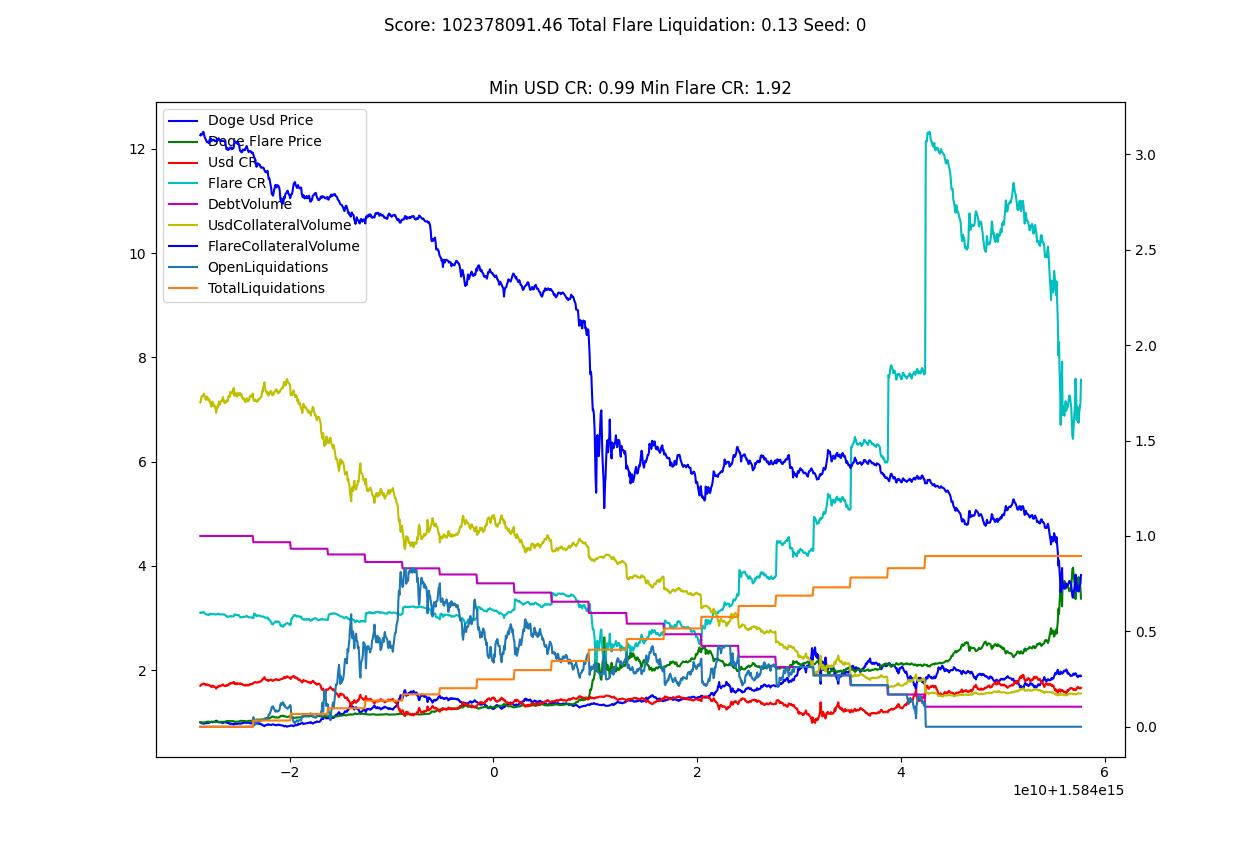 Score: 102378091.46 Total Flare Liquidation: 0.13 Seed: 0
Min USD CR: 0.99 Min Flare CR: 1.92
Doge Usd Price
Doge Flare Price
Usd CR
Flare CR
DebtVolume
UsdCollateralVolume
FlareCollateralVolume
OpenLiquidations
TotalLiquidations
12
10
8
6
4
2
3.0
2.5
2.0
1.5
1.0
0.5
0.0
−2
0
2
4
6
1e10+1.584e15